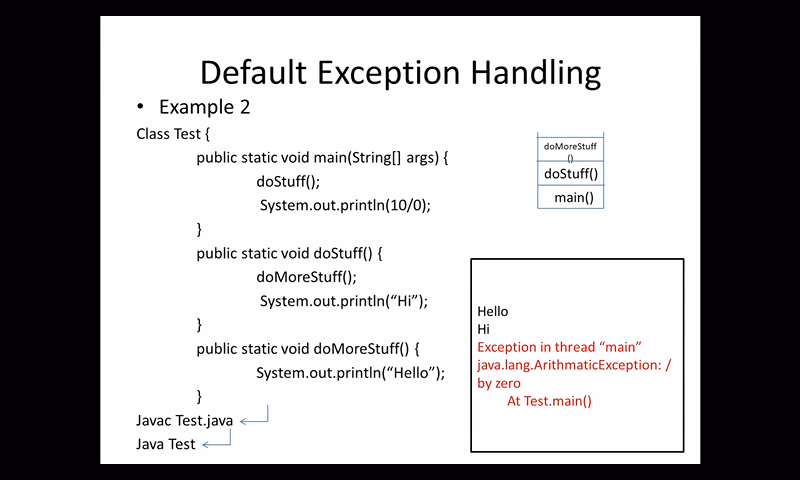 Default Exception Handling
• Example 2
Class Test {
public static void main(String[] args) {
doStuff();
System.out.println(10/0);
}
public static void doStuff() {
doMoreStuff();
System.out.println(“Hi”);
}
public static void doMoreStuff() {
System.out.println(“Hello”);
}
Javac Test.java
Java Test
doMoreStuff
()
doStuff()
main()
Hello
Hi
Exception in thread “main”
java.lang.ArithmaticException: /
by zero
At Test.main()